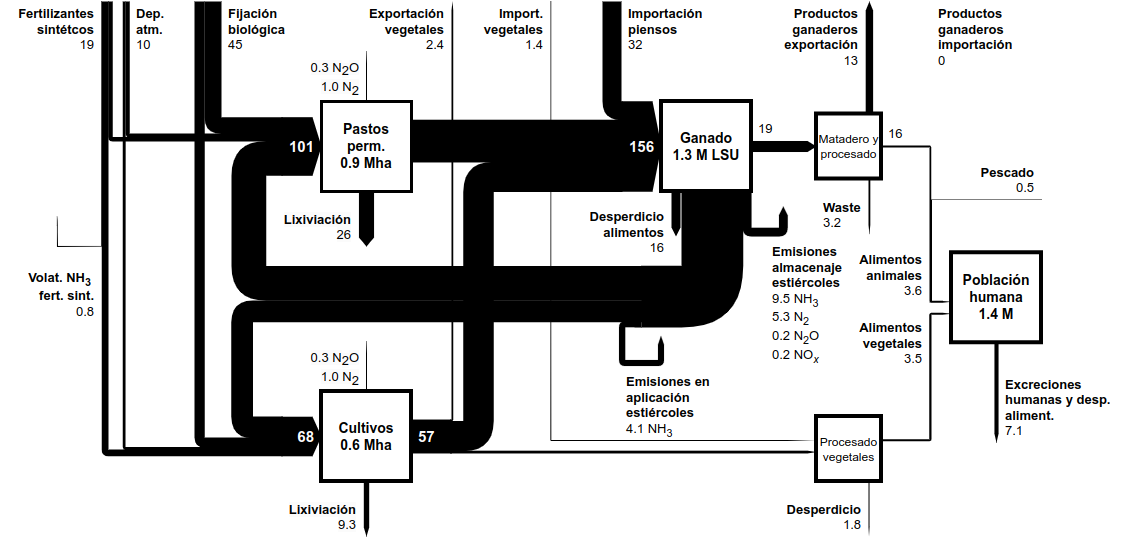 Fertilizantes
sintétcos
19
Dep.
atm.
10
Fijación
biológica
45
Exportación
vegetales
2.4
Import.
vegetales
1.4
Importación
piensos
32
Productos
ganaderos
exportación
13
Productos
ganaderos
importación
0
0.3 N2O
1.0 N2
101
Pastos
perm.
0.9 Mha
156
Ganado
1.3 M LSU
19
Matadero y
procesado
16
Pescado
0.5
Lixiviación
26
Desperdicio
alimentos
16
Waste
3.2
Emisiones
almacenaje
estiércoles
9.5 NH3
5.3 N2
0.2 N2O
0.2 NOx
Alimentos
animales
3.6
Población
humana
1.4 M
Volat. NH3
fert. sint.
0.8
Alimentos
vegetales
3.5
0.3 N2O
1.0 N2
Emisiones en
aplicación
estiércoles
4.1 NH3
Excreciones
humanas y desp.
aliment.
7.1
68
Cultivos
0.6 Mha
57
Procesado
vegetales
Lixiviación
9.3
Desperdicio
1.8